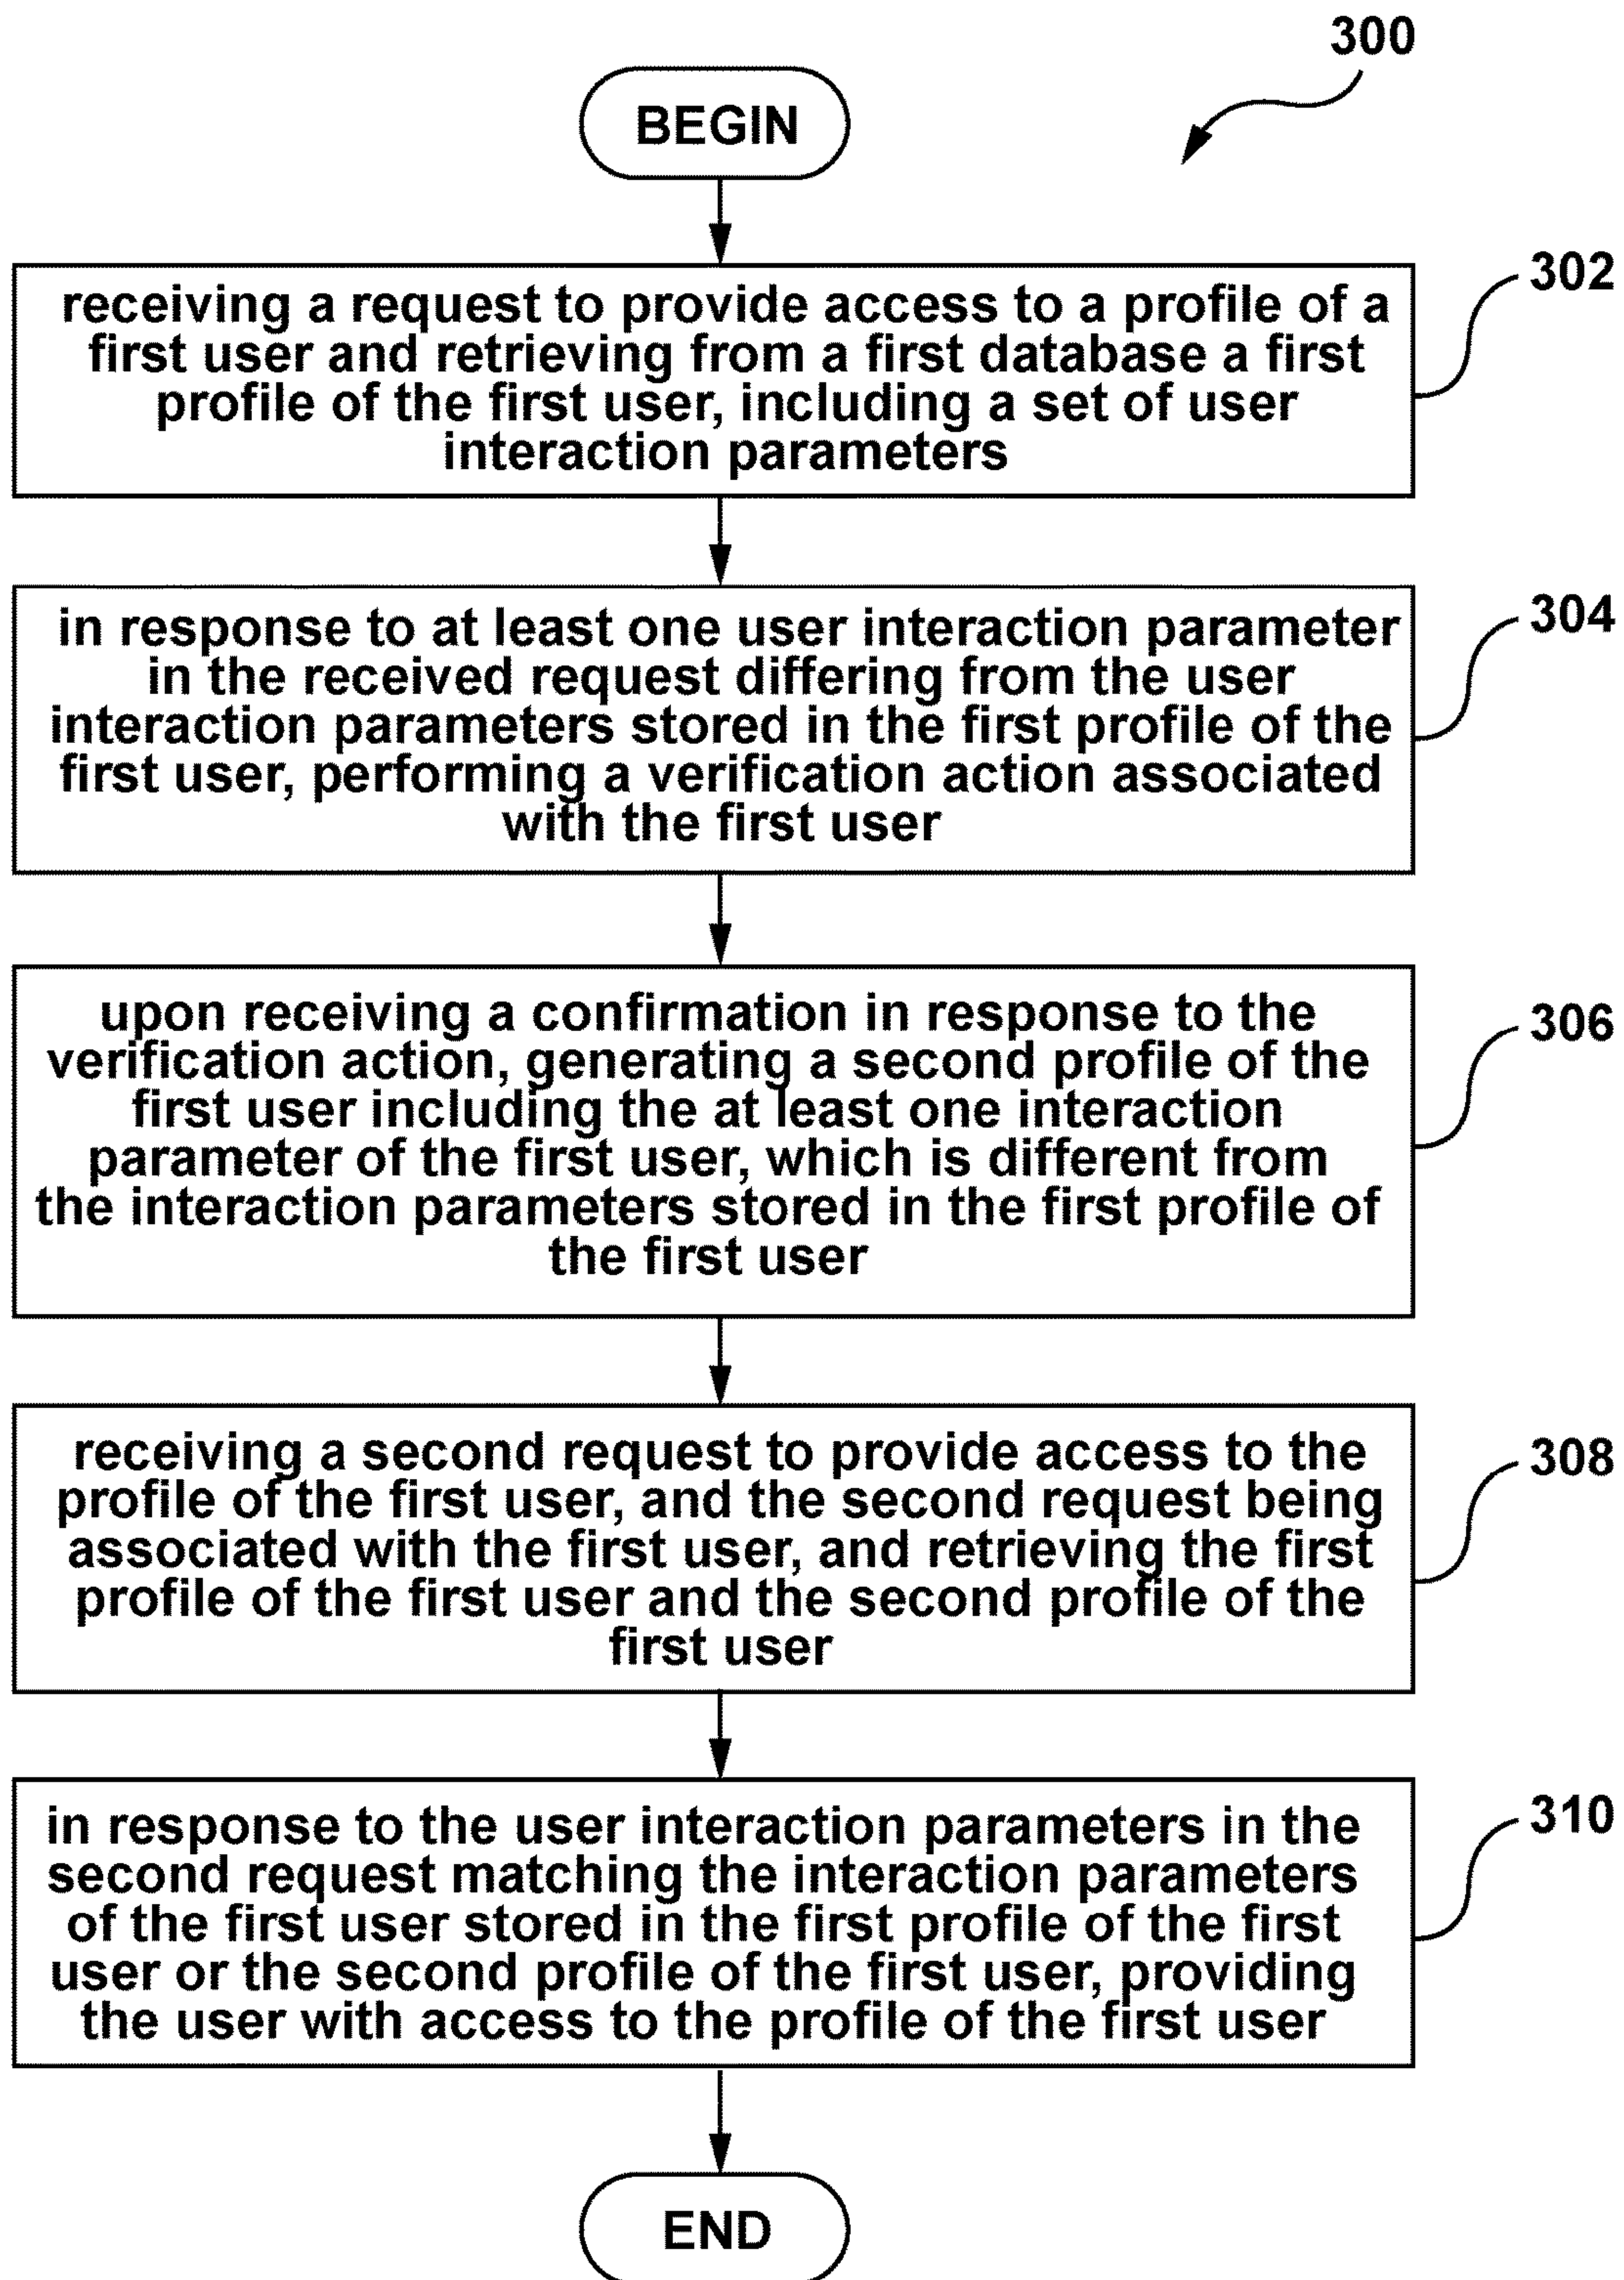 300
BEGIN
302
receiving a request to provide access to a profile of a
first user and retrieving from a first database a first
profile of the first user, including a set of user
interaction parameters
304
in response to at least one user interaction parameter
in the received request differing from the user
interaction parameters stored in the first profile of the
first user, performing a verification action associated
with the first user
306
upon receiving a confirmation in response to the
verification action, generating a second profile of the
first user including the at least one interaction
parameter of the first user, which is different from
the interaction parameters stored in the first profile of
the first user
308
receiving a second request to provide access to the
profile of the first user, and the second request being
associated with the first user, and retrieving the first
profile of the first user and the second profile of the
first user
310
in response to the user interaction parameters in the
second request matching the interaction parameters
of the first user stored in the first profile of the first
user or the second profile of the first user, providing
the user with access to the profile of the first user
END